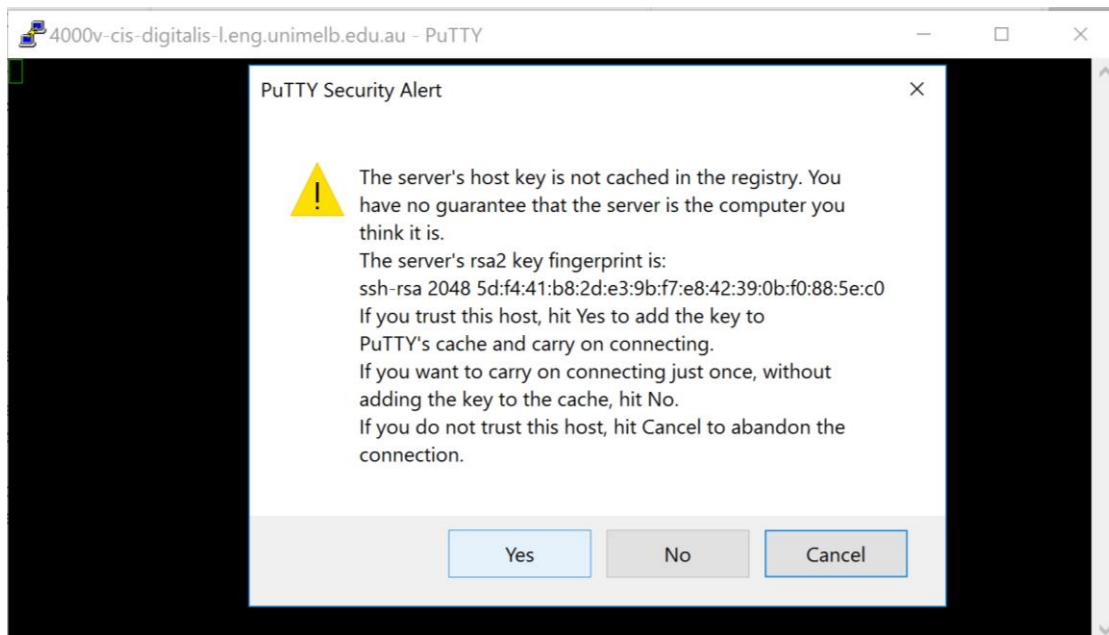 4000v-cis-digitalis-l.eng.unimelb.edu.au - PuTTY
PuTTY Security Alert
!
The server's host key is not cached in the registry. You
have no guarantee that the server is the computer you
think it is.
The server's rsa2 key fingerprint is:
ssh-rsa 2048 5d:f4:41:b8:2d:e3:9b:f7:e8:42:39:0b:f0:88:5e:c0
If you trust this host, hit Yes to add the key to
PuTTY's cache and carry on connecting.
If you want to carry on connecting just once, without
adding the key to the cache, hit No.
If you do not trust this host, hit Cancel to abandon the
connection.
Yes No Cancel